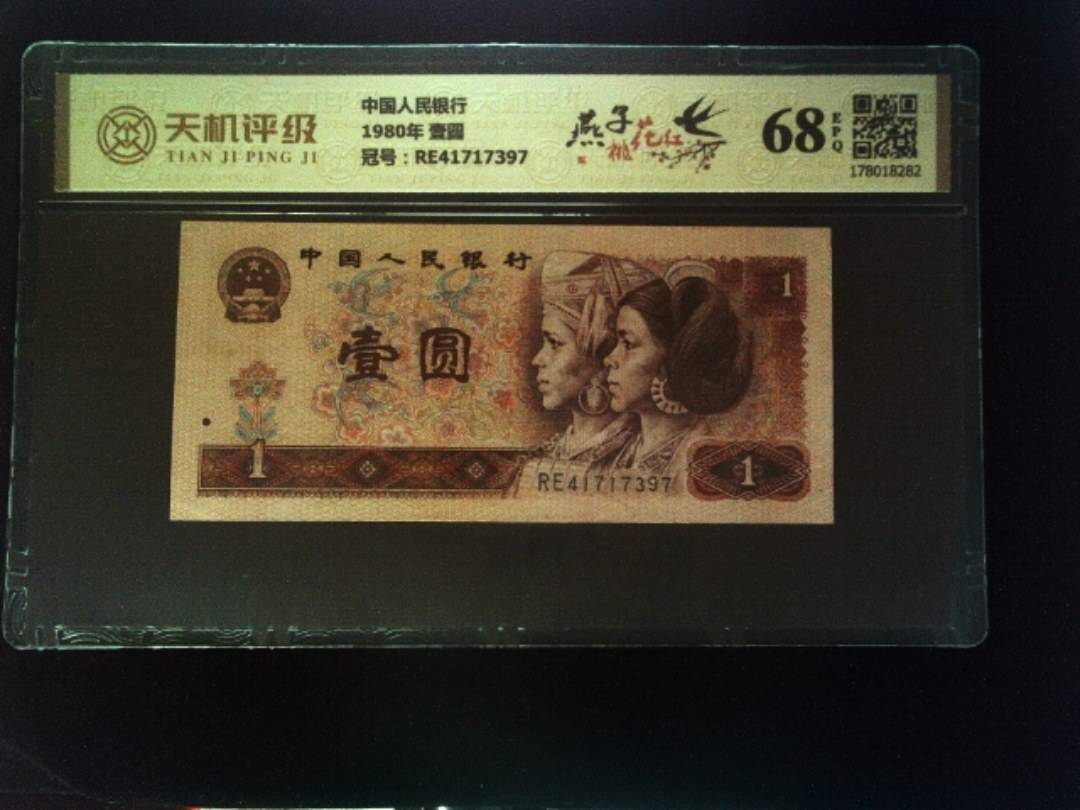 天机评级
TIAN JI PING JI
中国人民银行
1980年 壹圆
冠号：RE41717397
燕子
桃花红
68
EPQ
178018282
中国人民银行
1
壹圆
1
RE41717397
1